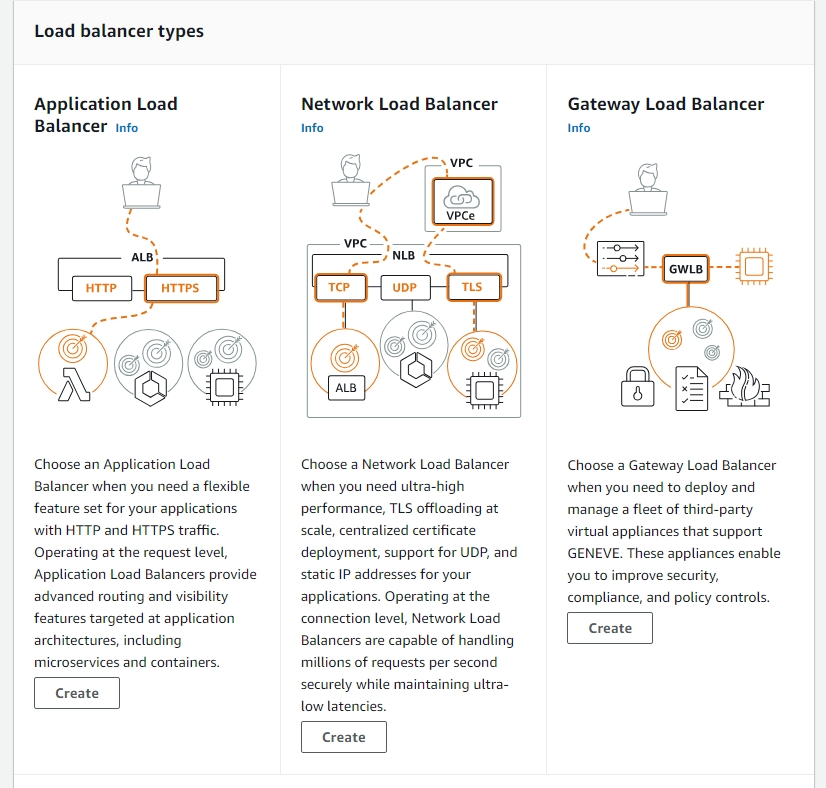 Load balancer types
Application Load
Balancer Info
ALB
HTTP
HTTPS
Choose an Application Load
Balancer when you need a flexible
feature set for your applications
with HTTP and HTTPS traffic.
Operating at the request level,
Application Load Balancers provide
advanced routing and visibility
features targeted at application
architectures, including
microservices and containers.
Create
Network Load Balancer
Info
VPC
VPCe
VPC
NLB
TCP
UDP
TLS
ALB
Choose a Network Load Balancer
when you need ultra-high
performance, TLS offloading at
scale, centralized certificate
deployment, support for UDP, and
static IP addresses for your
applications. Operating at the
connection level, Network Load
Balancers are capable of handling
millions of requests per second
securely while maintaining ultra-
low latencies.
Create
Gateway Load Balancer
Info
GWLB
Choose a Gateway Load Balancer
when you need to deploy and
manage a fleet of third-party
virtual appliances that support
GENEVE. These appliances enable
you to improve security,
compliance, and policy controls.
Create